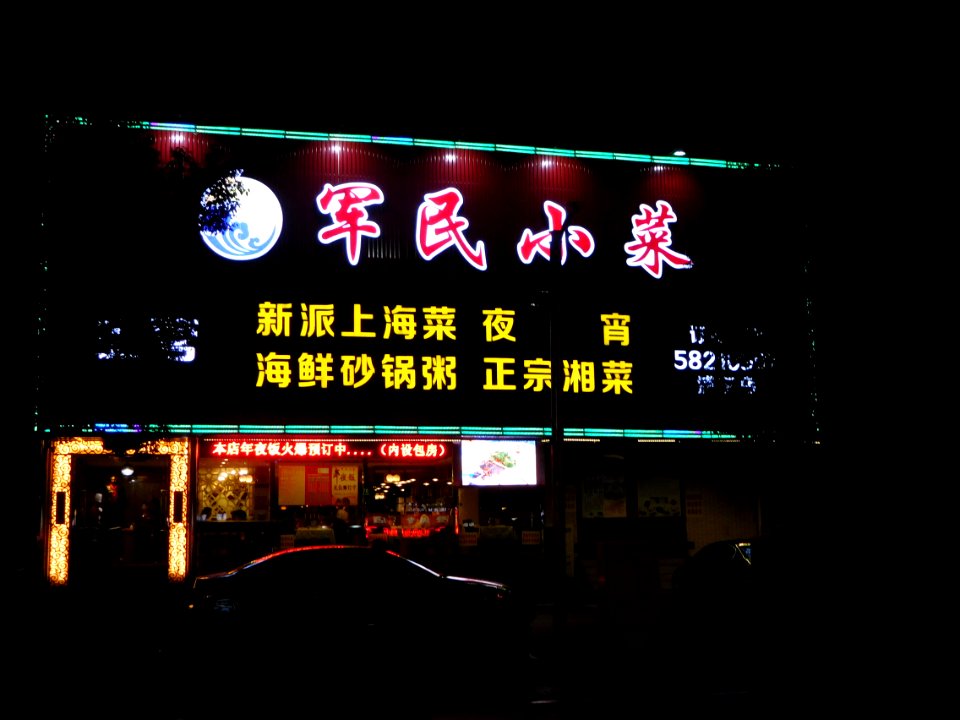 军民小菜
新派上海菜 夜 宵
海鲜砂锅粥 正宗湘菜
本店年夜饭火爆预订中....（内设包房）